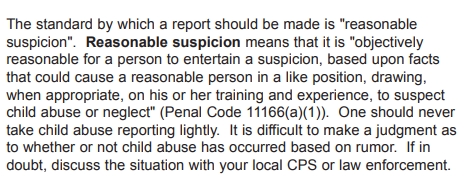 The standard by which a report should be made is "reasonable
suspicion".  Reasonable suspicion means that it is "objectively
reasonable for a person to entertain a suspicion, based upon facts
that could cause a reasonable person in a like position, drawing,
when appropriate, on his or her training and experience, to suspect
child abuse or neglect" (Penal Code 11166(a)(1)).  One should never
take child abuse reporting lightly.  It is difficult to make a judgment as
to whether or not child abuse has occurred based on rumor.  If in
doubt, discuss the situation with your local CPS or law enforcement.